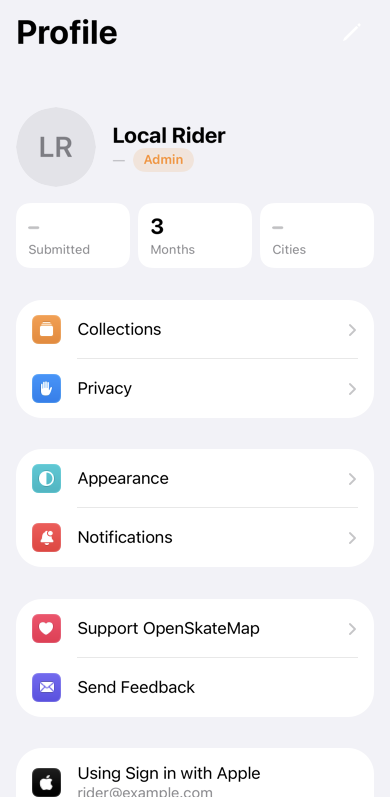 Profile
LR
Local Rider
— Admin
– 3 –
Submitted Months Cities
Collections
Privacy
Appearance
Notifications
Support OpenSkateMap
Send Feedback
Using Sign in with Apple
rider@example.com